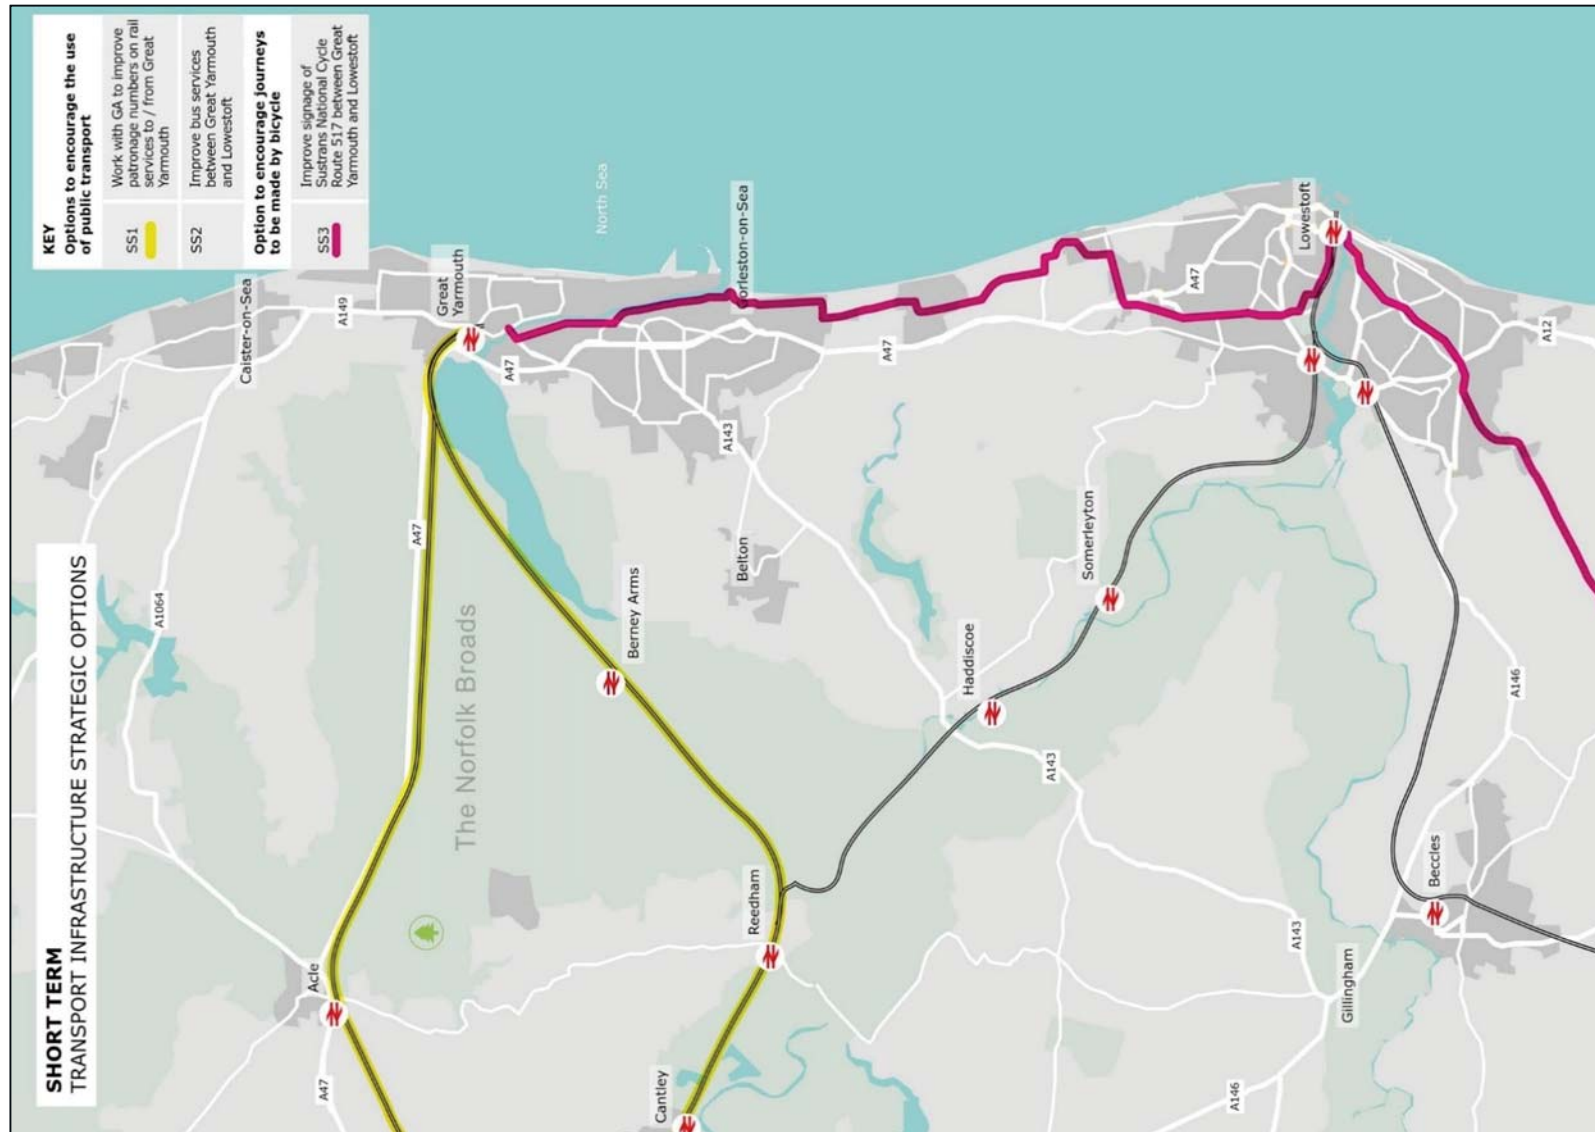 SHORT TERM
TRANSPORT INFRASTRUCTURE STRATEGIC OPTIONS
KEY
Options to encourage the use
of public transport
SS1
Work with GA to improve
patronage numbers on rail
services to / from Great
Yarmouth
SS2
Improve bus services
between Great Yarmouth
and Lowestoft
Option to encourage journeys
to be made by bicycle
SS3
Improve signage of
Sustrans National Cycle
Route 517 between Great
Yarmouth and Lowestoft
A1064
Caister-on-Sea
A149
A47
Acle
A47
Great
Yarmouth
A47
The Norfolk Broads
North Sea
Berney Arms
Cantley
Reedham
Belton
A143
orleston-on-Sea
A47
Haddiscoe
A143
Somerleyton
A47
Lowestoft
A146
A143
Gillingham
Beccles
A146
A12